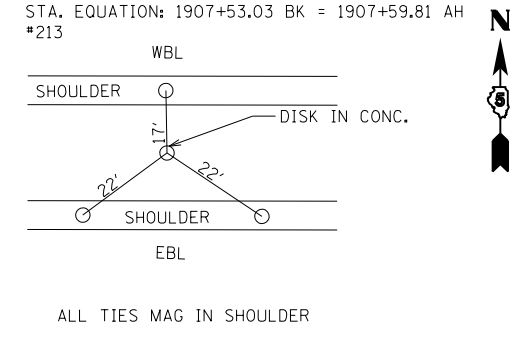 STA. EQUATION: 1907+53.03 BK = 1907+59.81 AH
#213
N
WBL
SHOULDER
5
DISK IN CONC.
17'
22'
22'
SHOULDER
EBL
ALL TIES MAG IN SHOULDER